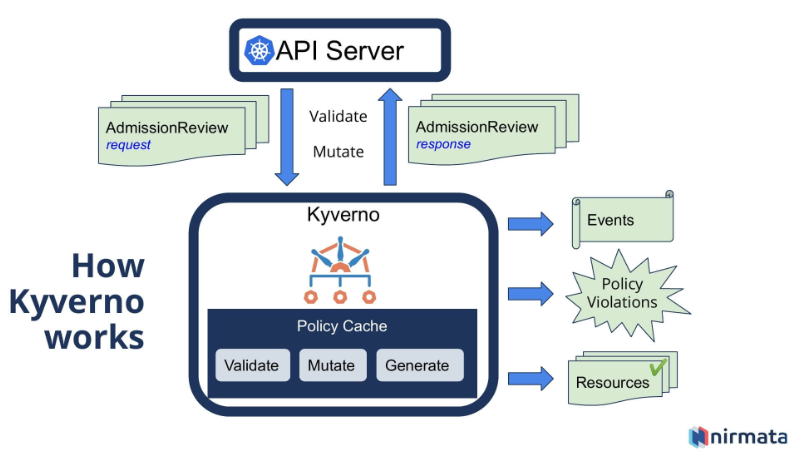 API Server
AdmissionReview
request
Validate
Mutate
AdmissionReview
response
How
Kyverno
works
Kyverno
Policy Cache
Validate
Mutate
Generate
Events
Policy
Violations
Resources
nirmata